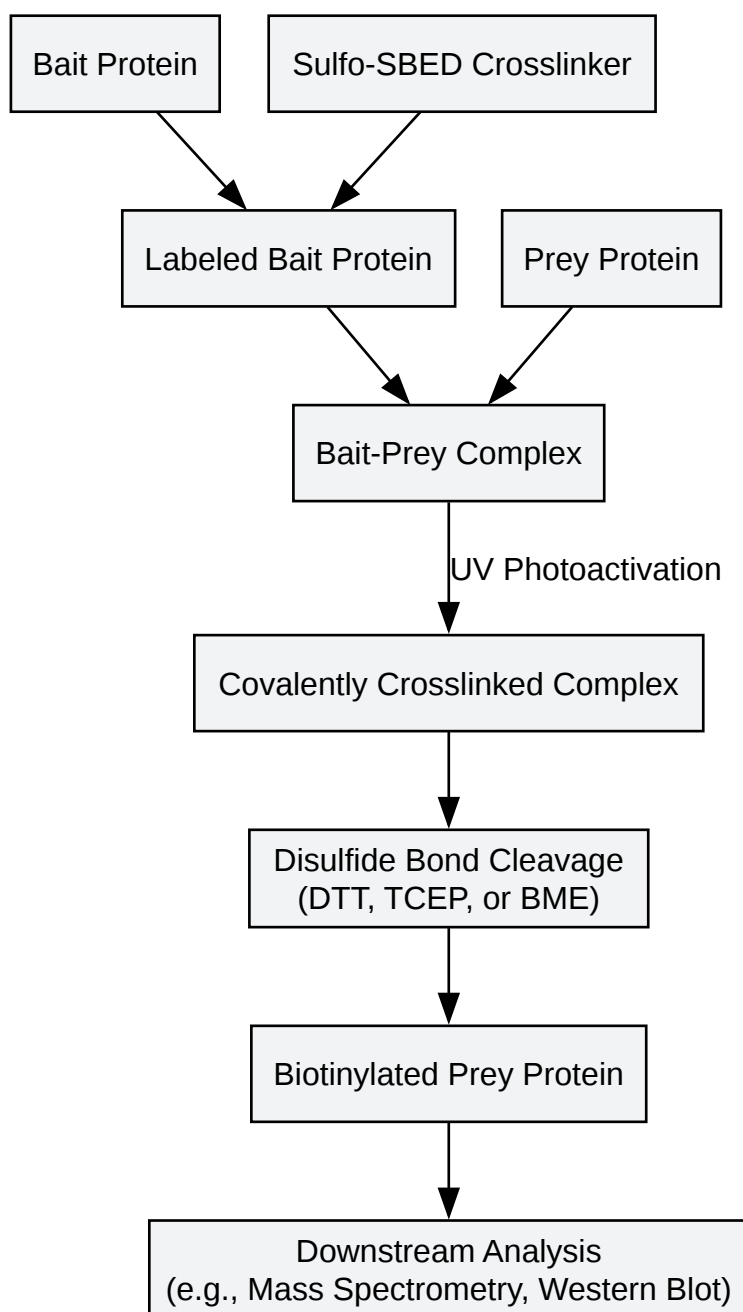 Bait Protein
Sulfo-SBED Crosslinker
Labeled Bait Protein
Prey Protein
Bait-Prey Complex
UV Photoactivation
Covalently Crosslinked Complex
Disulfide Bond Cleavage
(DTT, TCEP, or BME)
Biotinylated Prey Protein
Downstream Analysis
(e.g., Mass Spectrometry, Western Blot)